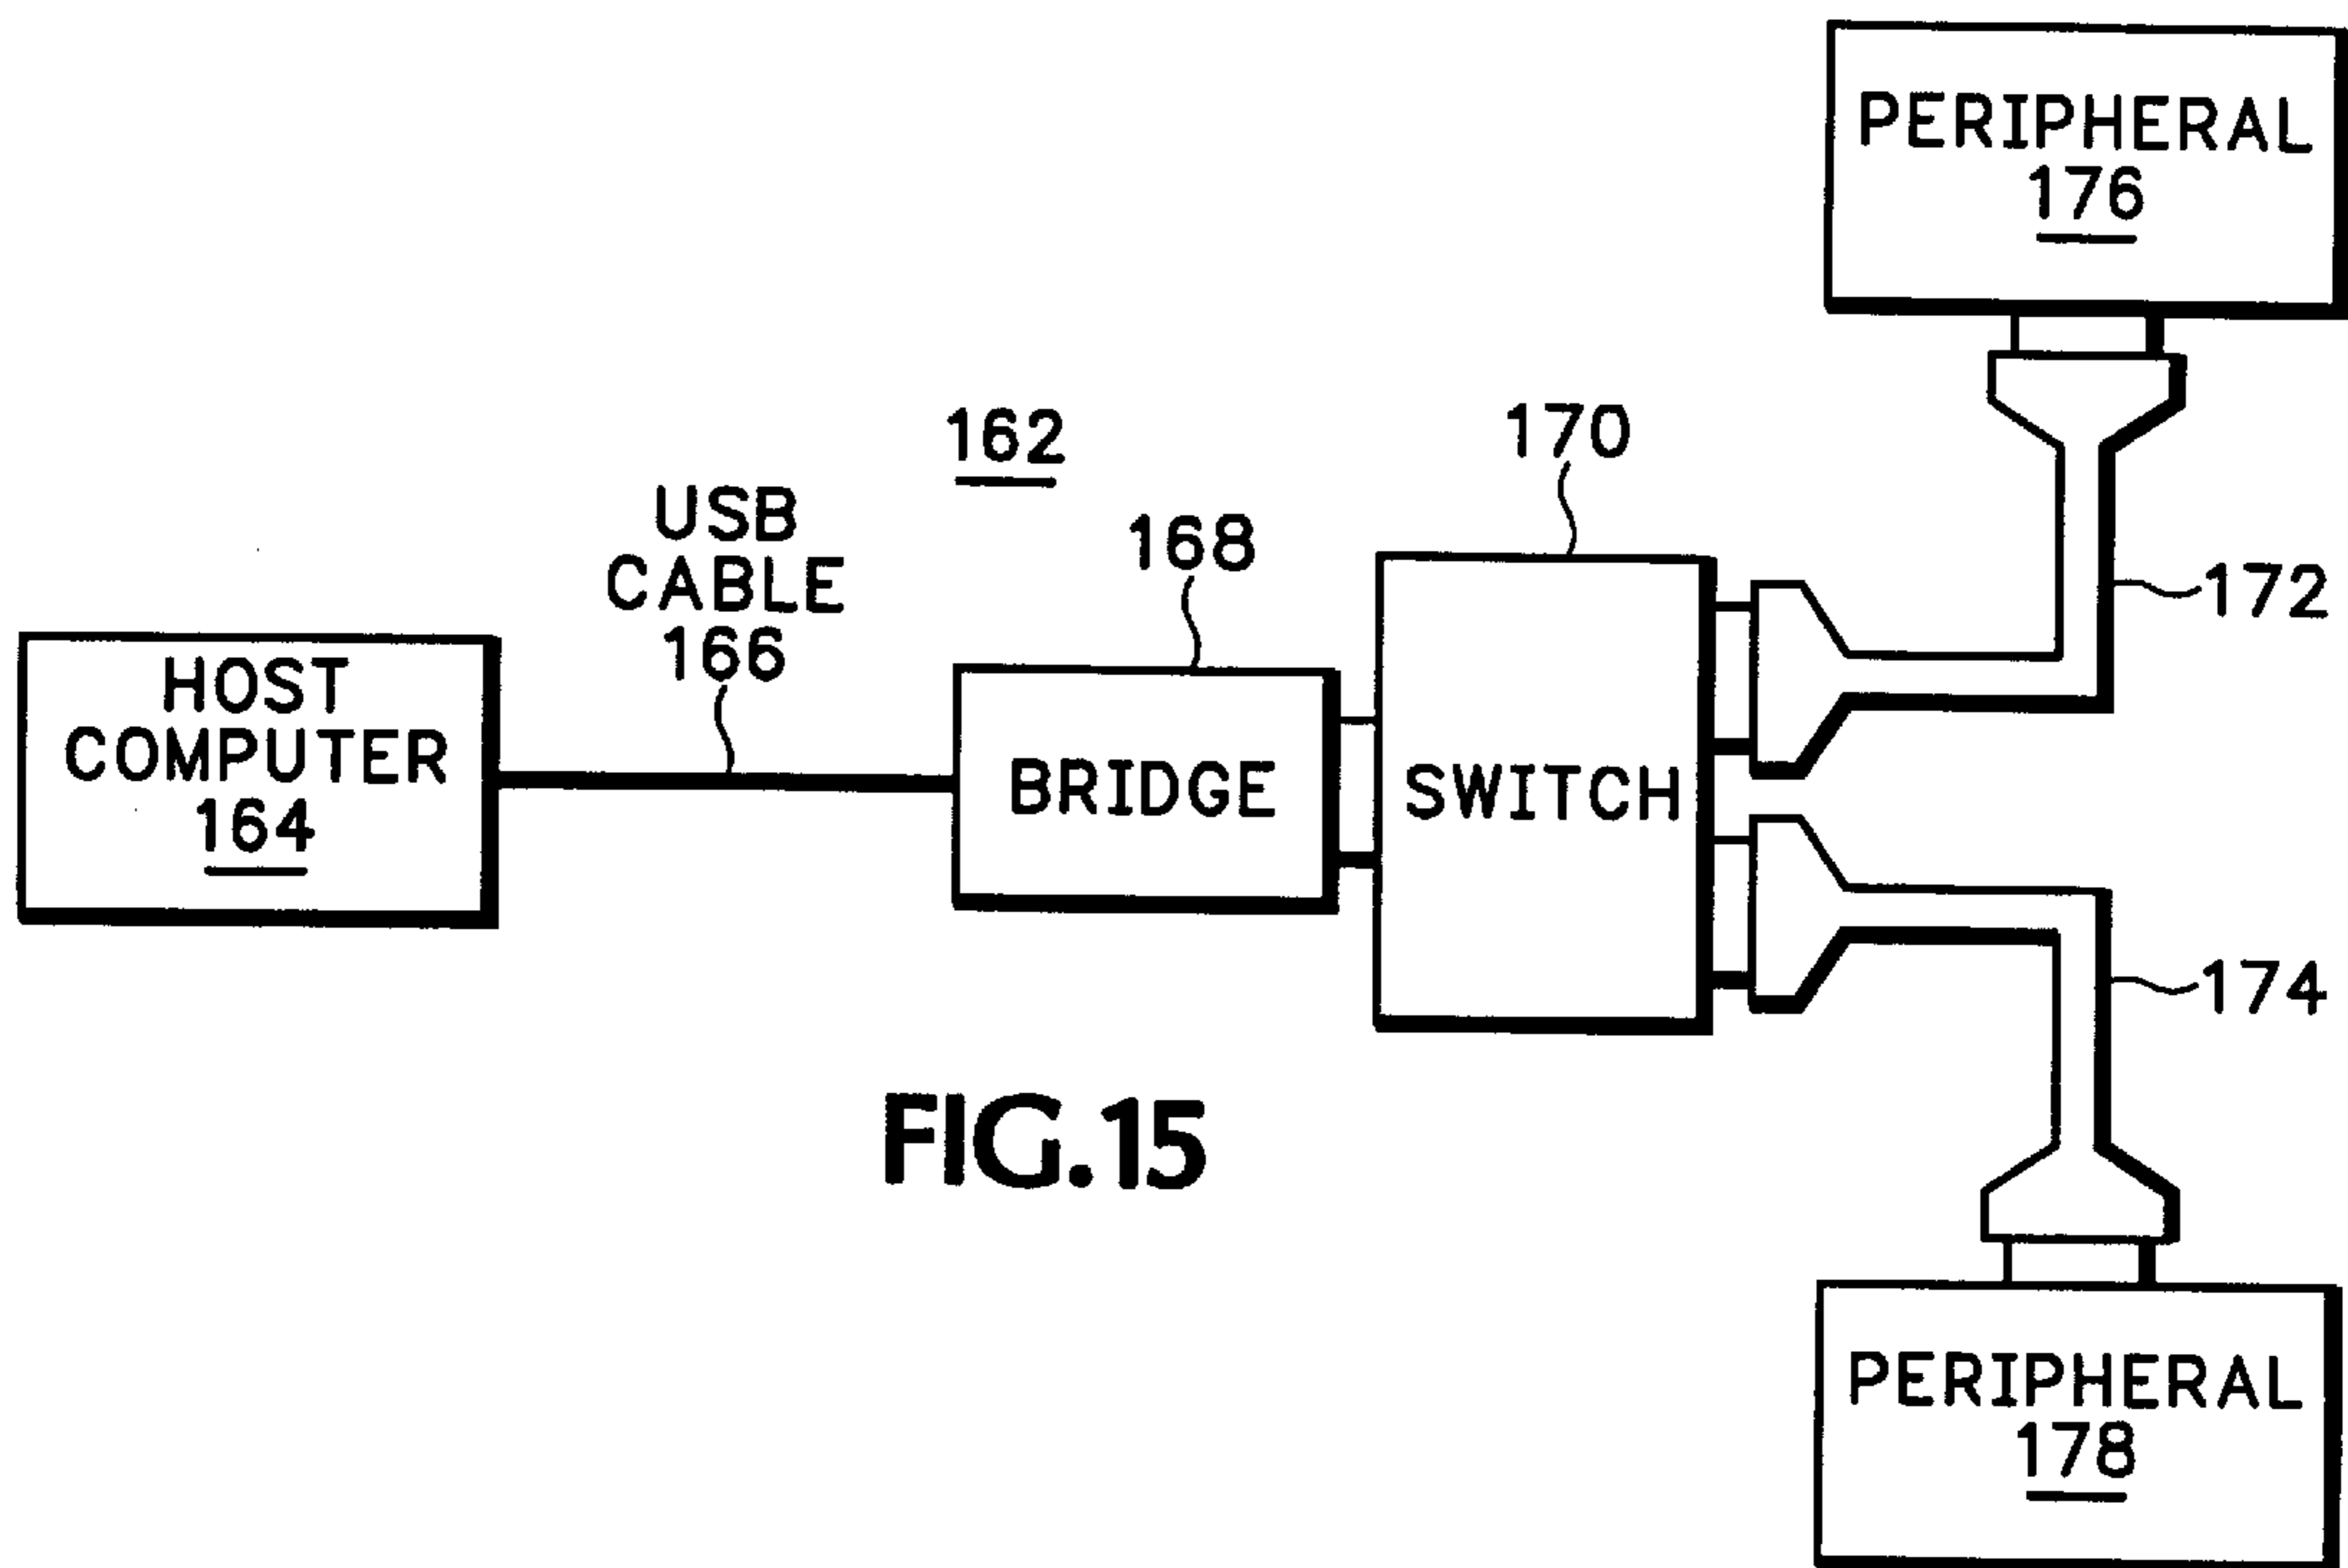 PERIPHERAL
176
162
170
USB
CABLE
166
168
172
HOST
COMPUTER
164
BRIDGE
SWITCH
174
FIG.15
PERIPHERAL
178